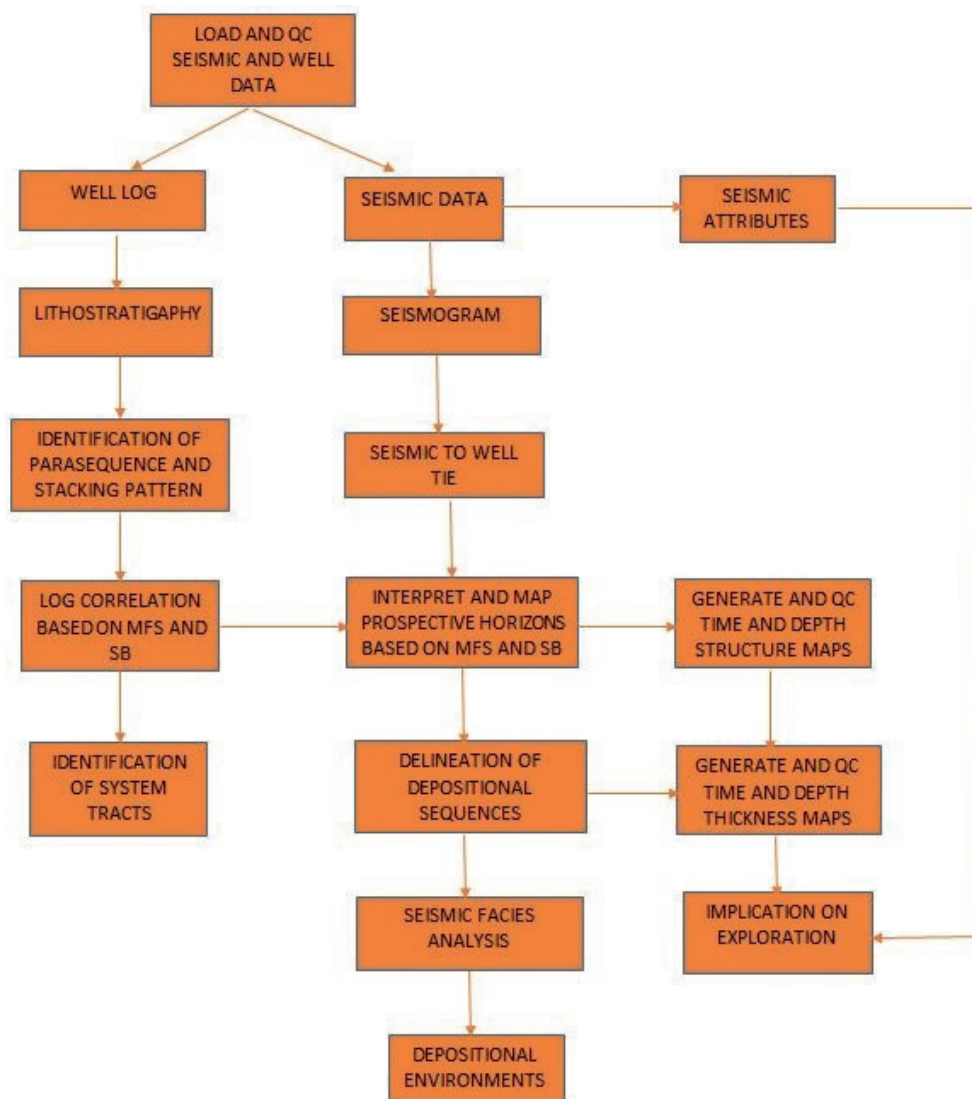 LOAD AND QC
SEISMIC AND WELL
DATA
WELL LOG
SEISMIC DATA
SEISMIC
ATTRIBUTES
LITHOSTRATIGAPHY
SEISMOGRAM
IDENTIFICATION OF
PARASEQUENCE AND
STACKING PATTERN
SEISMIC TO WELL
TIE
LOG CORRELATION
BASED ON MFS AND
SB
INTERPRET AND MAP
PROSPECTIVE HORIZONS
BASED ON MFS AND SB
GENERATE AND QC
TIME AND DEPTH
STRUCTURE MAPS
IDENTIFICATION
OF SYSTEM
TRACTS
DELINEATION OF
DEPOSITIONAL
SEQUENCES
GENERATE AND QC
TIME AND DEPTH
THICKNESS MAPS
SEISMIC FACIES
ANALYSIS
IMPLICATION ON
EXPLORATION
DEPOSITIONAL
ENVIRONMENTS